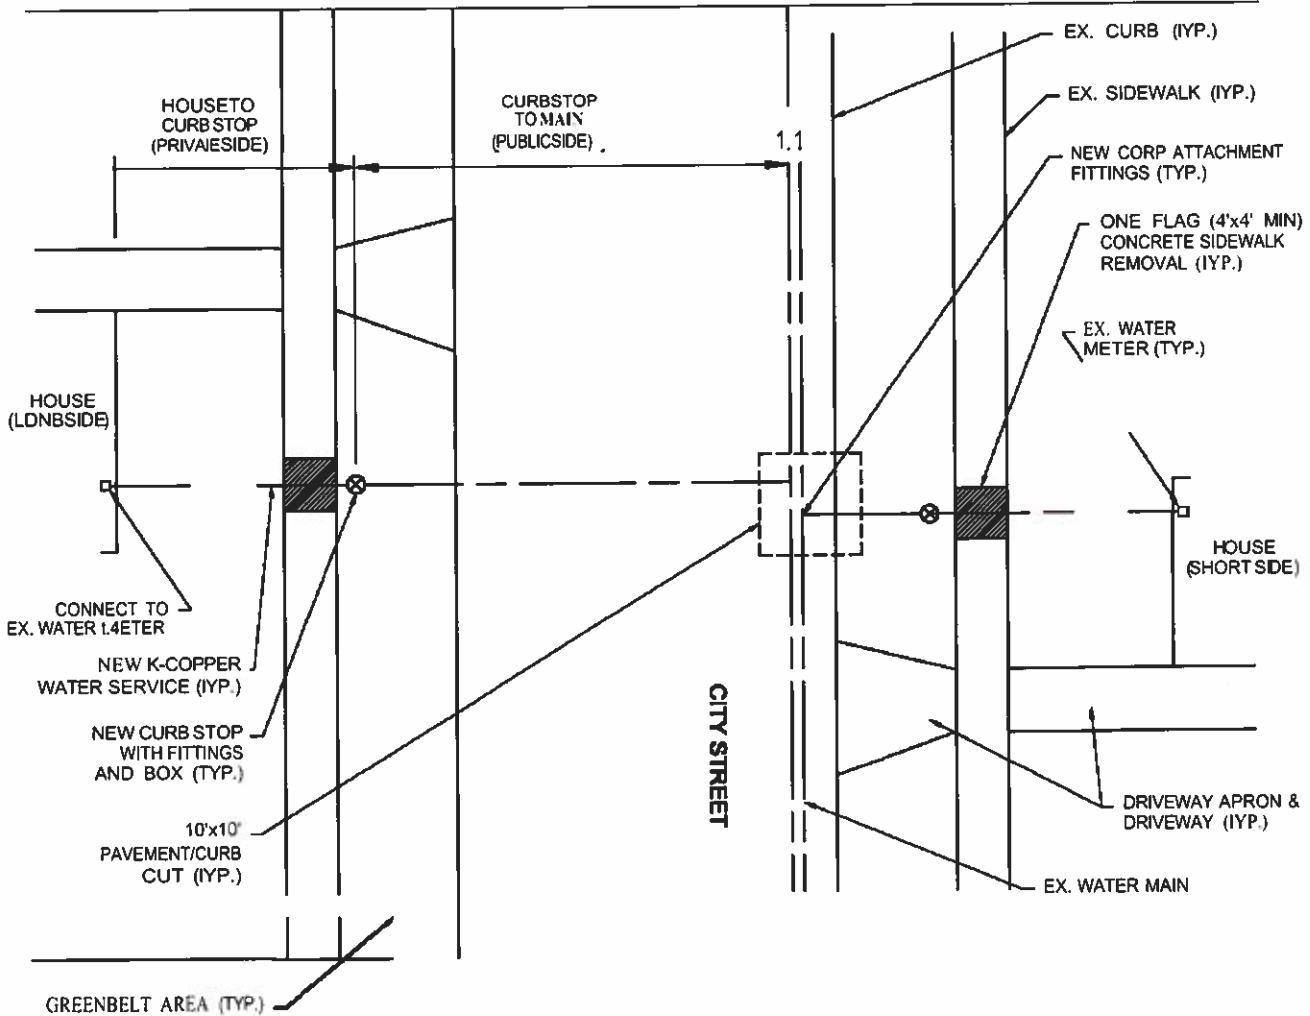 EX. CURB (IYP.)
HOUSETO
CURBSTOP
(PRIVAIESIDE)
CURBSTOP
TO MAIN
(PUBLICSIDE)
EX. SIDEWALK (IYP.)
1.1
NEW CORP ATTACHMENT
FITTINGS (TYP.)
ONE FLAG (4'x4' MIN)
CONCRETE SIDEWALK
REMOVAL (IYP.)
EX. WATER
METER (TYP.)
HOUSE
(LDNBSIDE)
HOUSE
(SHORT SIDE)
CONNECT TO
EX. WATER 1.4ETER
NEW K-COPPER
WATER SERVICE (IYP.)
NEW CURB STOP
WITH FITTINGS
AND BOX (TYP.)
CITY STREET
10'x10'
PAVEMENT/CURB
CUT (IYP.)
DRIVEWAY APRON &
DRIVEWAY (IYP.)
EX. WATER MAIN
GREENBELT AREA (TYP.)